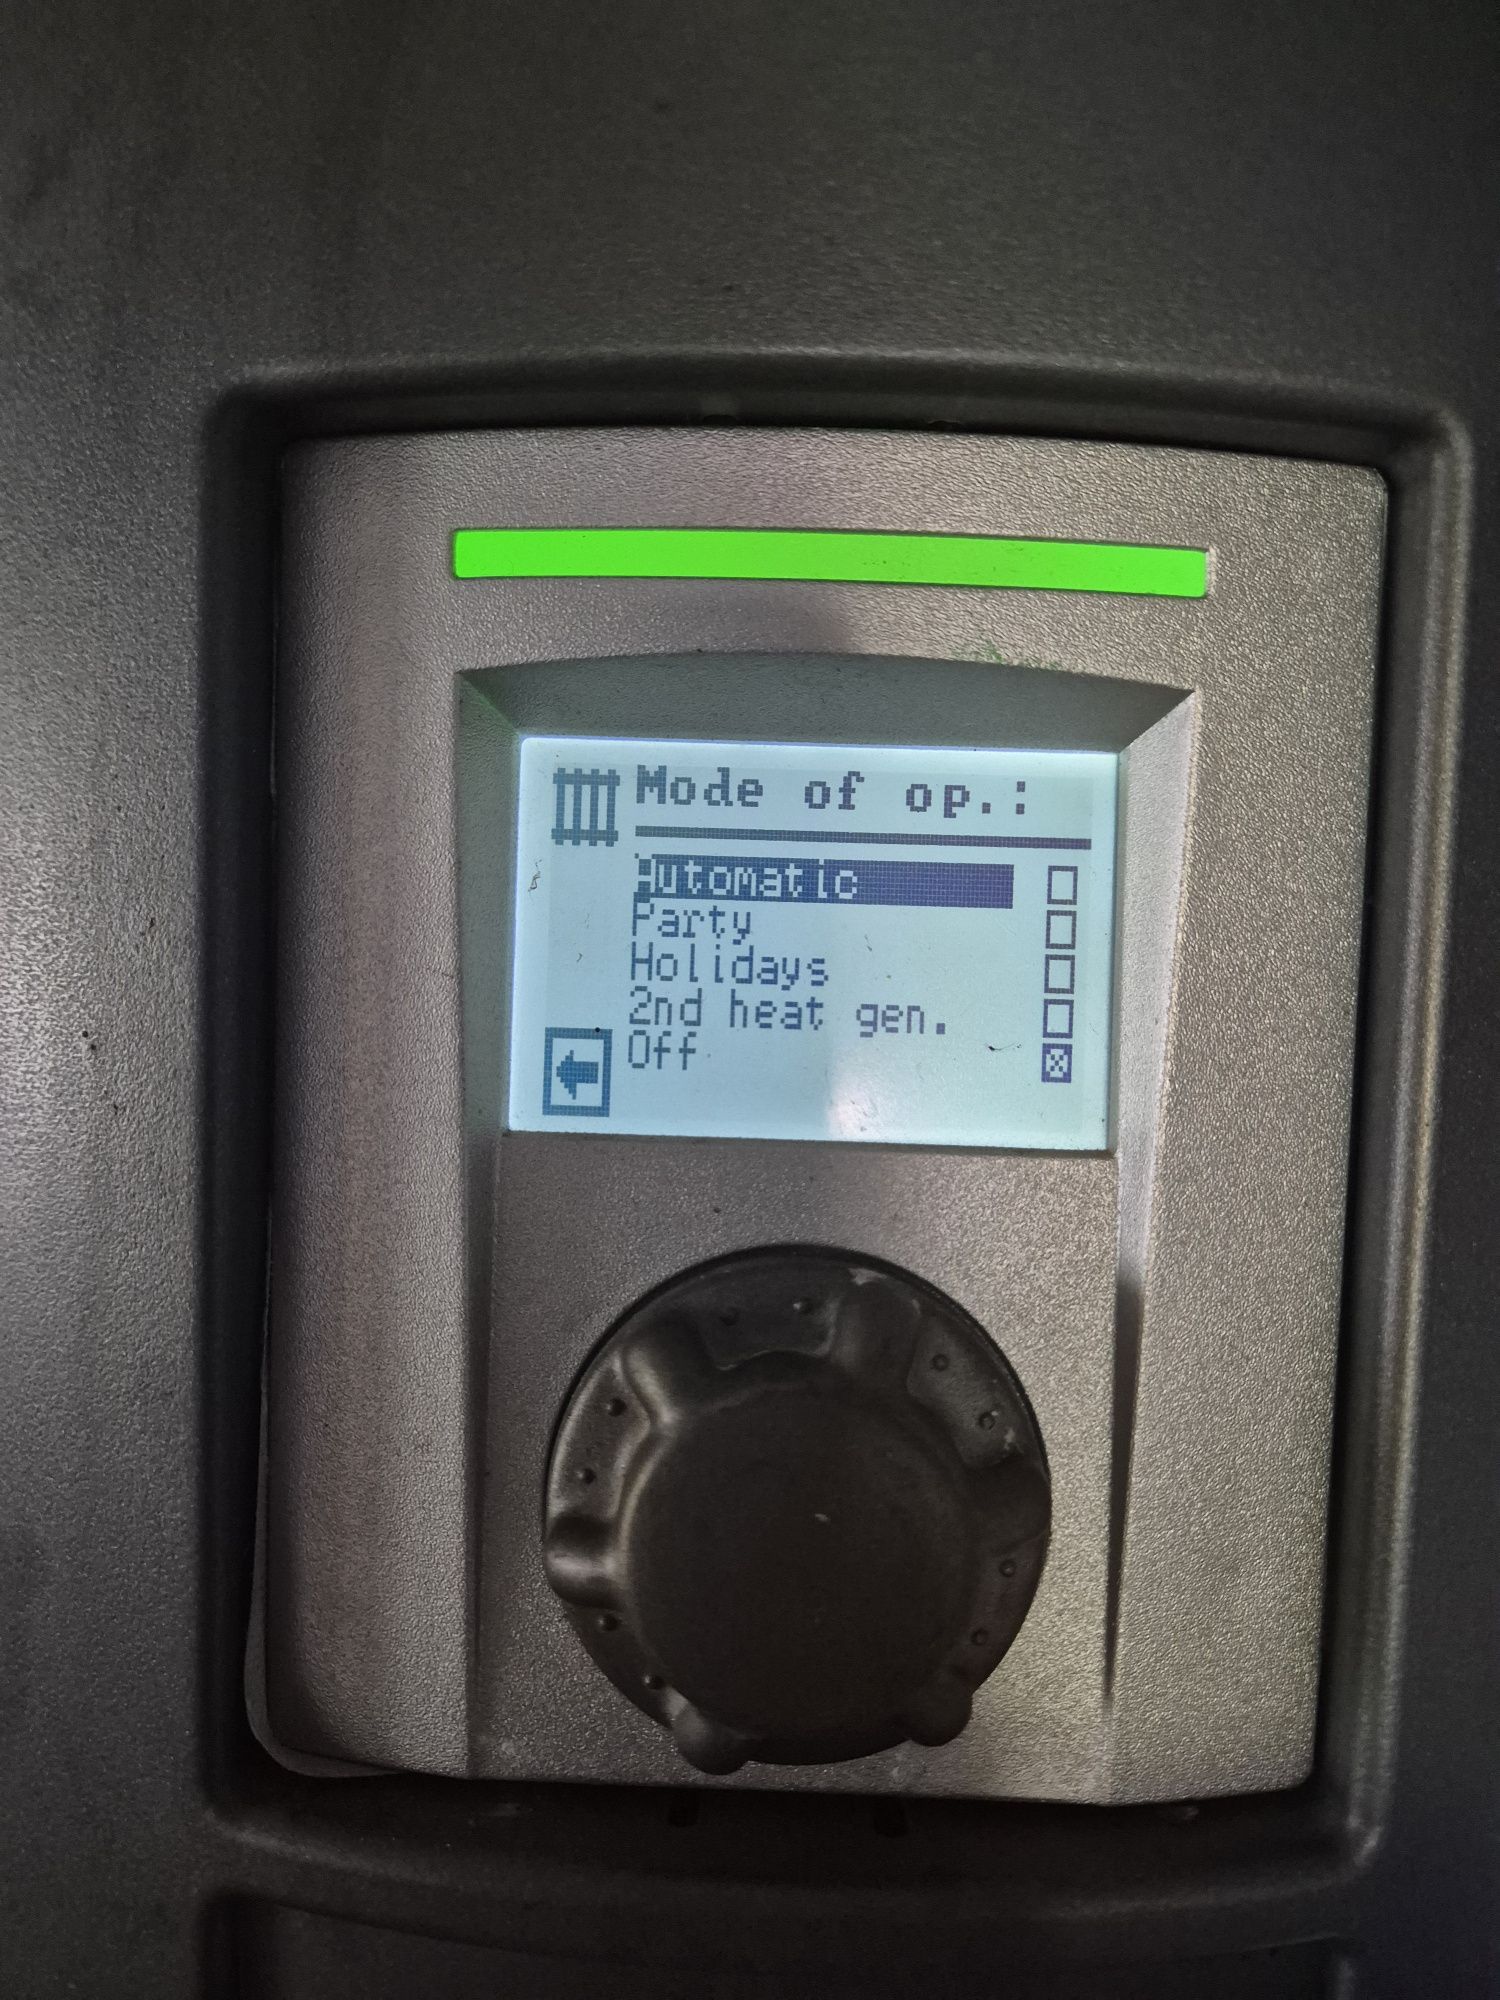 Mode of op.:
Automatic
Party
Holidays
2nd heat gen.
Off